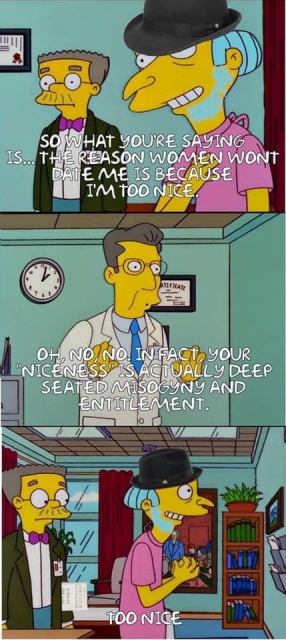 SO WHAT YOU'RE SAYING
IS... THE REASON WOMEN WONT
DATE ME IS BECAUSE
I'M TOO NICE.
OH, NO, NO. IN FACT, YOUR
"NICENESS" IS ACTUALLY DEEP
SEATED MISOGYNY AND
ENTITLEMENT.
TOO NICE